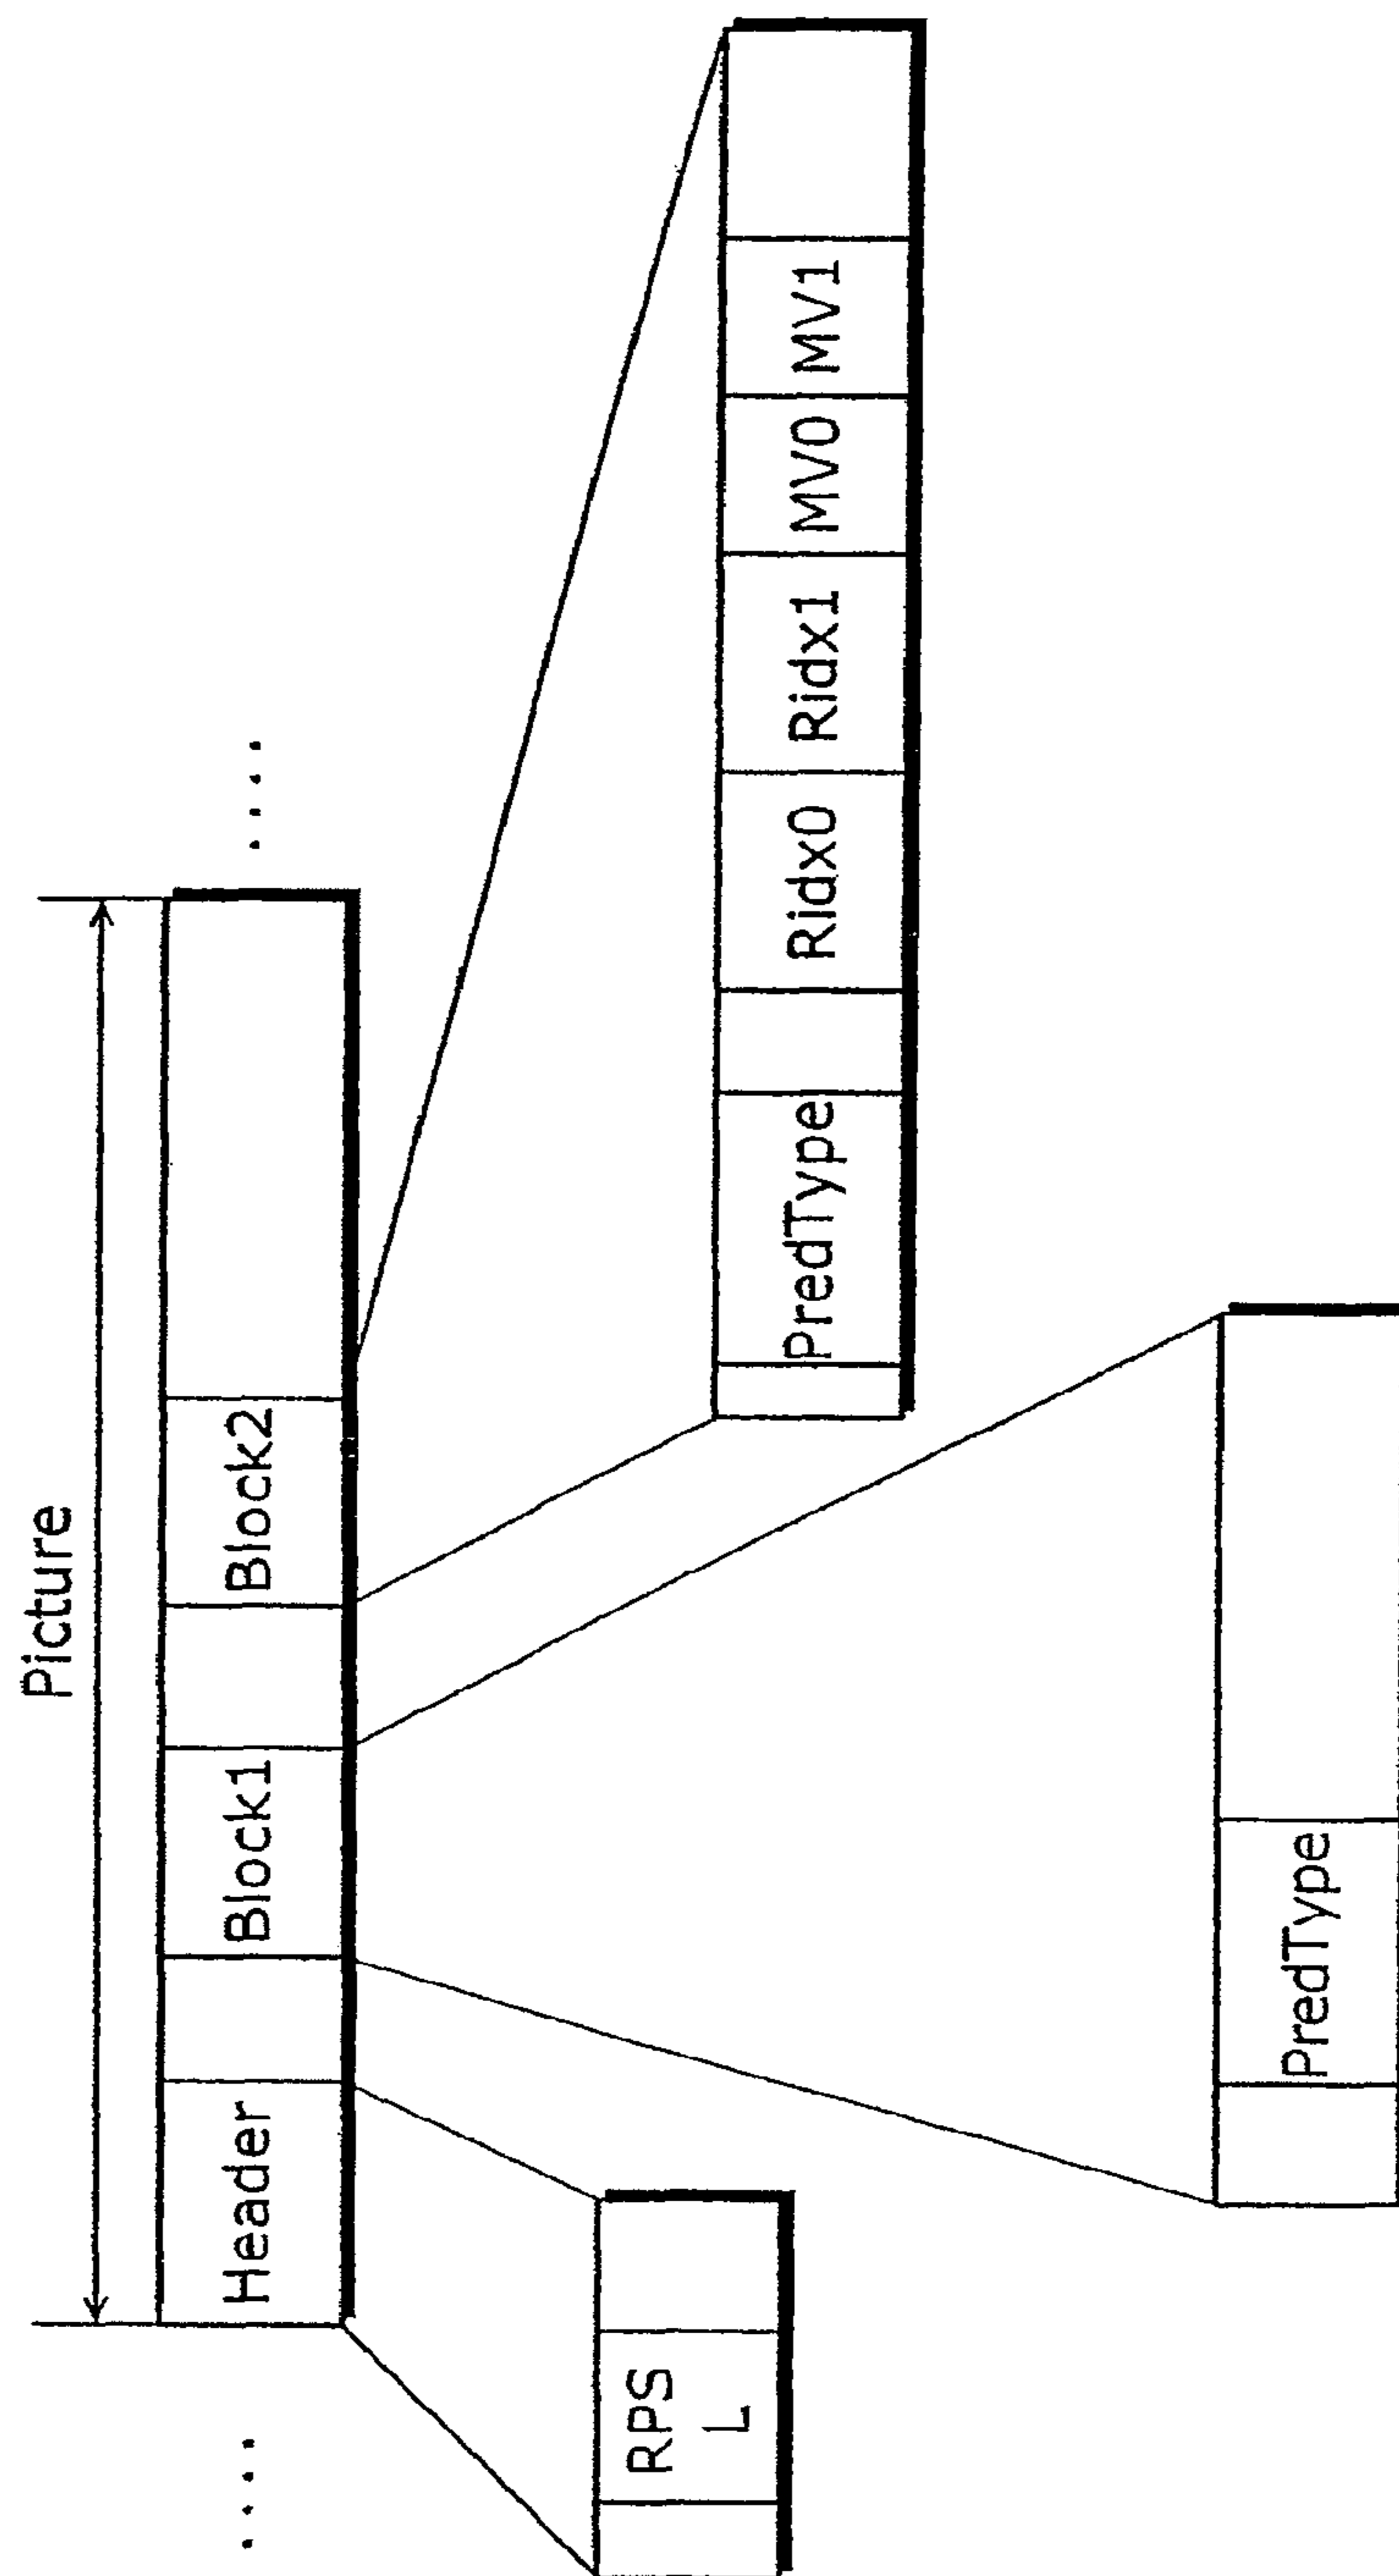 Picture
.... Header Block1 Block2 ....
RPS
L
PredType Ridx0 Ridx1 MV0 MV1
PredType